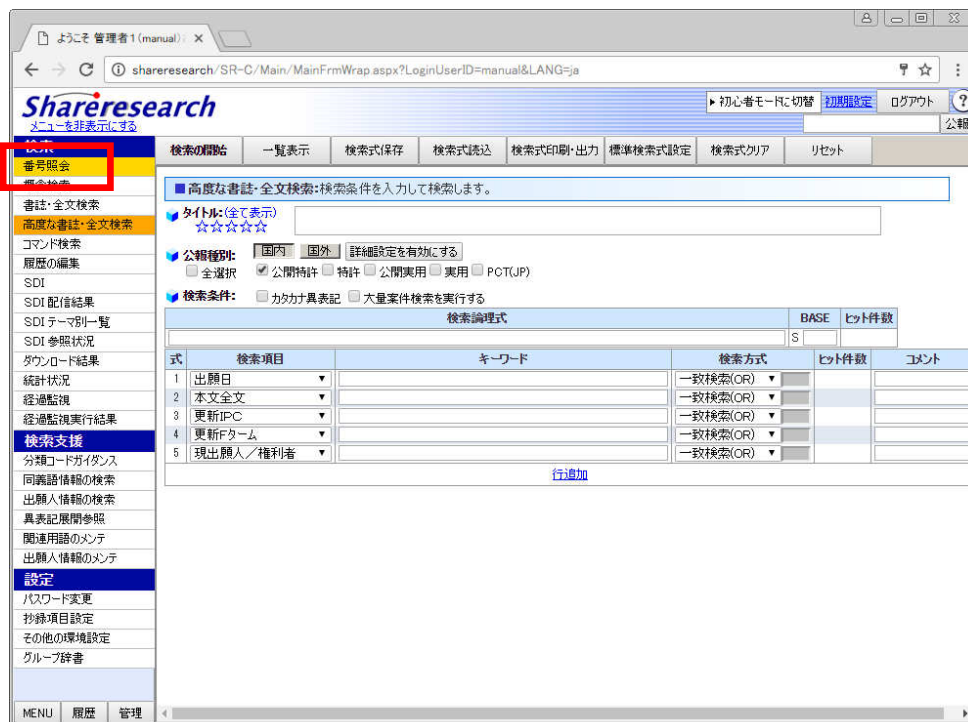 ようこそ 管理者1(manual)
shareresearch/SR-C/Main/MainFrmWrap.aspx?LoginUserID=manual&LANG=ja
Shareresearch
メニューを非表示にする
▶初心者モードに切替 初期設定 ログアウト ?
公報
検索
番号照会
書誌・全文検索
高度な書誌・全文検索
コマンド検索
履歴の編集
SDI
SDI 配信結果
SDI テーマ別一覧
SDI 参照状況
ダウンロード結果
統計状況
経過監視
経過監視実行結果
検索支援
分類コードガイダンス
同義語情報の検索
出願人情報の検索
異表記展開参照
関連用語のメンテ
出願人情報のメンテ
設定
パスワード変更
抄録項目設定
その他の環境設定
グループ辞書
MENU 履歴 管理
検索の開始 一覧表示 検索式保存 検索式読込 検索式印刷・出力 標準検索式設定 検索式クリア リセット
■高度な書誌・全文検索:検索条件を入力して検索します。
タイトル:(全て表示)
☆☆☆☆☆
公報種別: 国内 国外 詳細設定を有効にする
全選択 公開特許 特許 公開実用 実用 PCT(JP)
検索条件: カタカナ異表記 大量案件検索を実行する
検索論理式 BASE ヒット件数
S
式 検索項目 キーワード 検索方式 ヒット件数 コメント
1 出願日 一致検索(OR)
2 本文全文 一致検索(OR)
3 更新IPC 一致検索(OR)
4 更新Fターム 一致検索(OR)
5 現出願人/権利者 一致検索(OR)
行追加